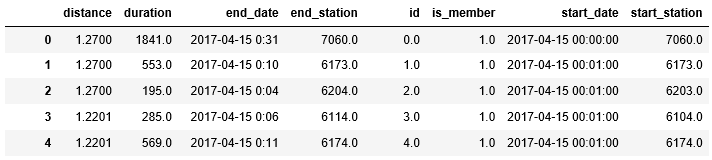 distance duration end_date end_station id is_member start_date start_station
0 1.2700 1841.0 2017-04-15 0:31 7060.0 0.0 1.0 2017-04-15 00:00:00 7060.0
1 1.2700 553.0 2017-04-15 0:10 6173.0 1.0 1.0 2017-04-15 00:01:00 6173.0
2 1.2700 195.0 2017-04-15 0:04 6204.0 2.0 1.0 2017-04-15 00:01:00 6203.0
3 1.2201 285.0 2017-04-15 0:06 6114.0 3.0 1.0 2017-04-15 00:01:00 6104.0
4 1.2201 569.0 2017-04-15 0:11 6174.0 4.0 1.0 2017-04-15 00:01:00 6174.0